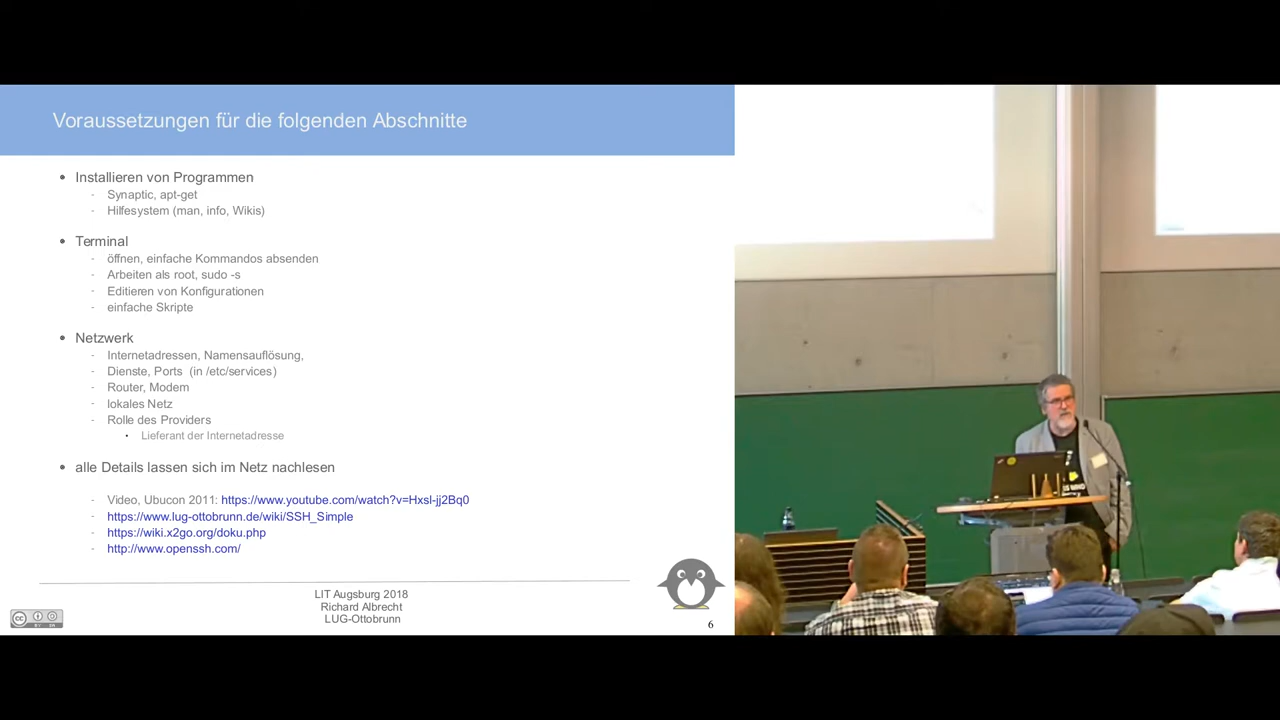 Voraussetzungen für die folgenden Abschnitte
• Installieren von Programmen
- Synaptic, apt-get
- Hilfesystem (man, info, Wikis)
• Terminal
- öffnen, einfache Kommandos absenden
- Arbeiten als root, sudo -s
- Editieren von Konfigurationen
- einfache Skripte
• Netzwerk
- Internetadressen, Namensauflösung,
- Dienste, Ports (in /etc/services)
- Router, Modem
- lokales Netz
- Rolle des Providers
• Lieferant der Internetadresse
• alle Details lassen sich im Netz nachlesen
- Video, Ubucon 2011: https://www.youtube.com/watch?v=Hxsl-jj2Bq0
- https://www.lug-ottobrunn.de/wiki/SSH_Simple
- https://wiki.x2go.org/doku.php
- http://www.openssh.com/
LIT Augsburg 2018
Richard Albrecht
LUG-Ottobrunn
6